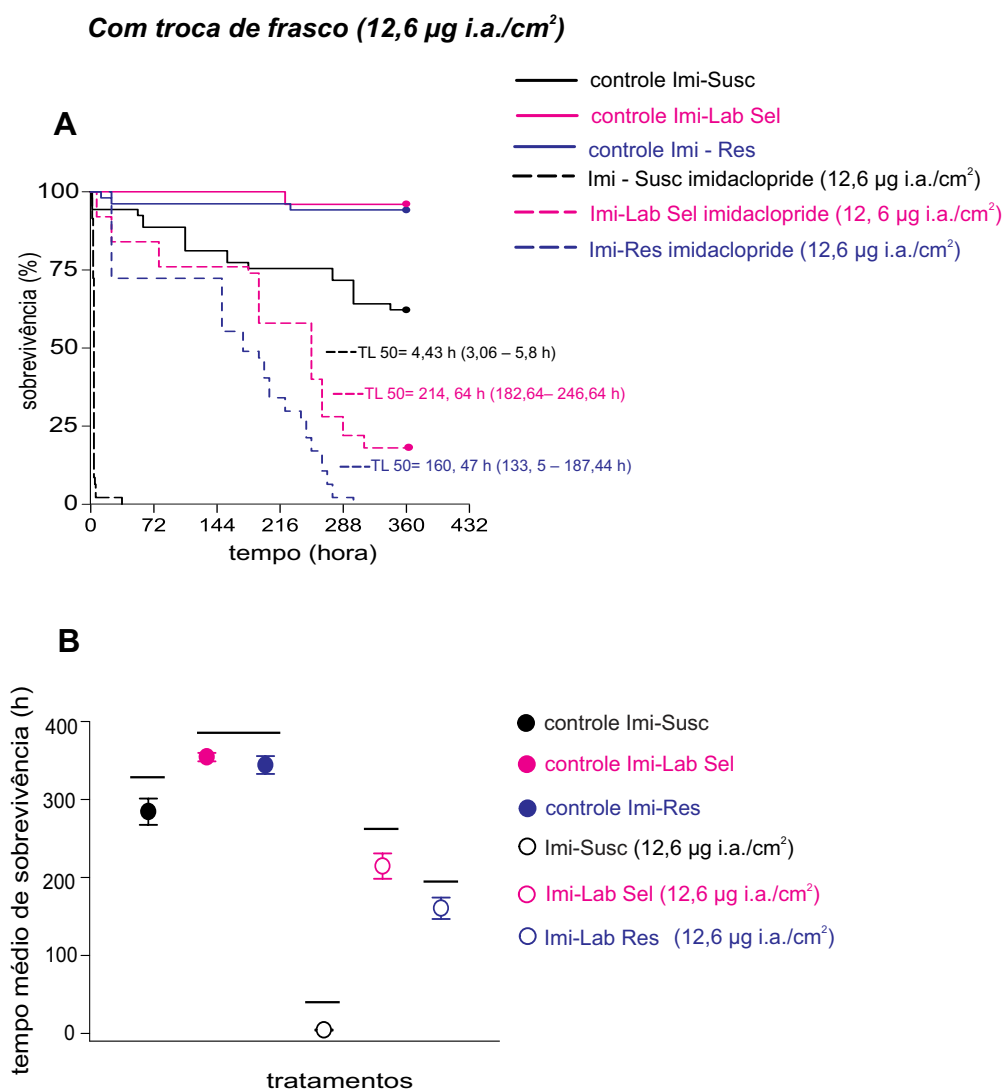 Com troca de frasco (12,6 µg i.a./cm²)
controle Imi-Susc
controle Imi-Lab Sel
controle Imi - Res
Imi - Susc imidaclopride (12,6 µg i.a./cm²)
Imi-Lab Sel imidaclopride (12, 6 µg i.a./cm²)
Imi-Res imidaclopride (12,6 µg i.a./cm²)
A
sobrevivência (%)
100
75
50
25
0
TL 50= 4,43 h (3,06 – 5,8 h)
TL 50= 214, 64 h (182,64– 246,64 h)
TL 50= 160, 47 h (133, 5 – 187,44 h)
0 72 144 216 288 360 432
tempo (hora)
B
tempo médio de sobrevivência (h)
400
300
200
100
0
tratamentos
controle Imi-Susc
controle Imi-Lab Sel
controle Imi-Res
Imi-Susc (12,6 µg i.a./cm²)
Imi-Lab Sel (12,6 µg i.a./cm²)
Imi-Lab Res (12,6 µg i.a./cm²)